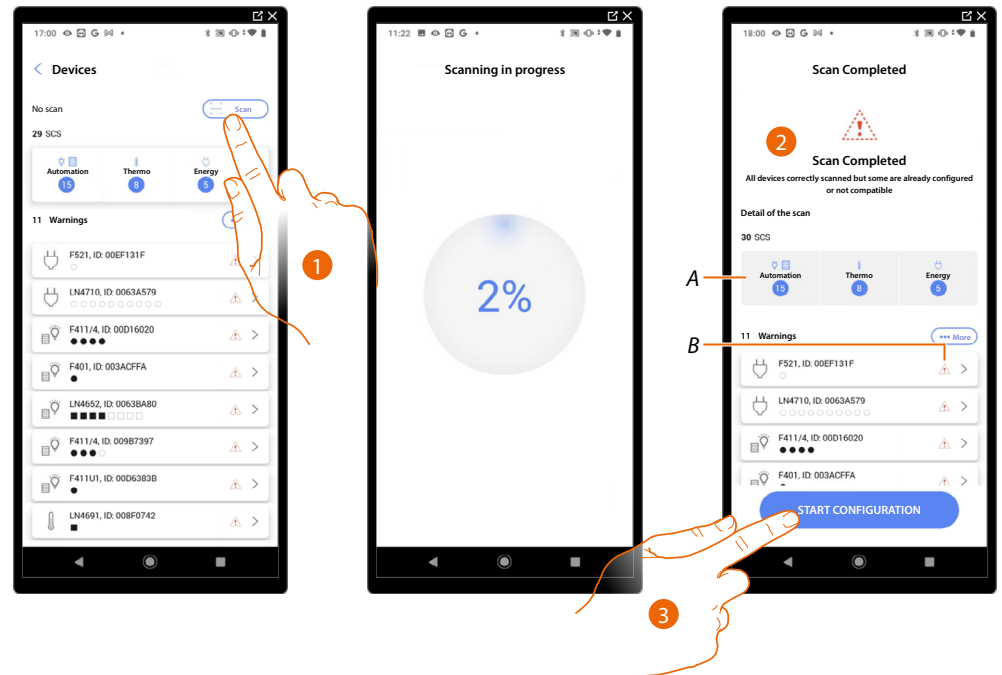 17:00 G
Devices
No scan
Scan
29 SCS
Automation Thermo Energy
15 8 5
11 Warnings
F521, ID: 00EF131F
LN4710, ID: 0063A579
F411/4, ID: 00D16020
F401, ID: 003ACFFA
LN4652, ID: 0063BA80
F411/4, ID: 009B7397
F411U1, ID: 00D6383B
LN4691, ID: 008F0742
1
11:22 G
Scanning in progress
2%
18:00 G
Scan Completed
2
Scan Completed
All devices correctly scanned but some are already configured
or not compatible
Detail of the scan
30 SCS
A
Automation Thermo Energy
15 8 5
B
11 Warnings
••• More
F521, ID: 00EF131F
LN4710, ID: 0063A579
F411/4, ID: 00D16020
F401, ID: 003ACFFA
START CONFIGURATION
3